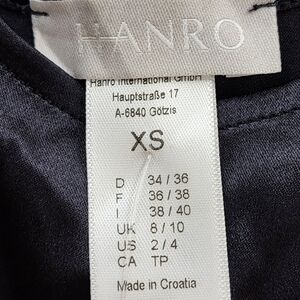 HANRO
Hanro International GmbH
Hauptstraße 17
A-6840 Götzis
XS
D 34 / 36
F 36 / 38
I 38 / 40
UK 8 / 10
US 2 / 4
CA TP
Made in Croatia